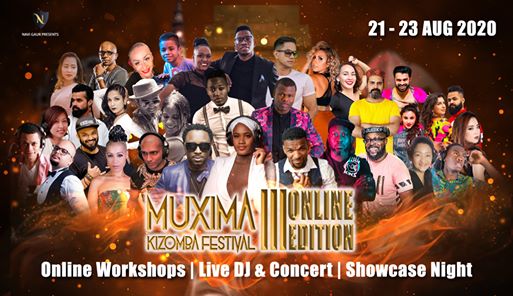 N
NAVI GAUR PRESENTS
21 - 23 AUG 2020
MUXIMA III ONLINE
KIZOMBA FESTIVAL EDITION
Online Workshops | Live DJ & Concert | Showcase Night